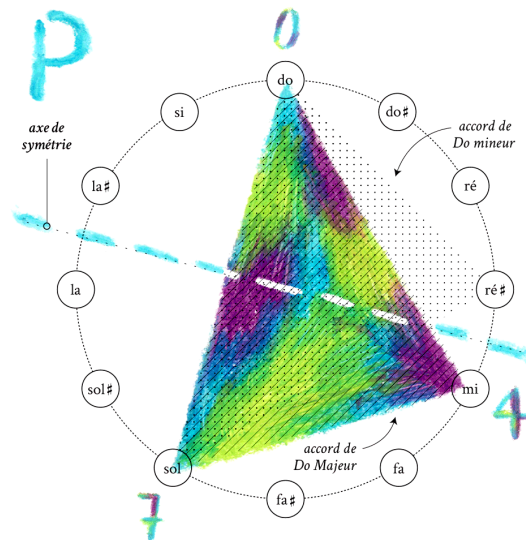 P
0
do
si
do♯
axe de
symétrie
accord de
Do mineur
la♯
ré
la
ré♯
sol♯
mi
4
accord de
Do Majeur
sol
fa
fa♯
7